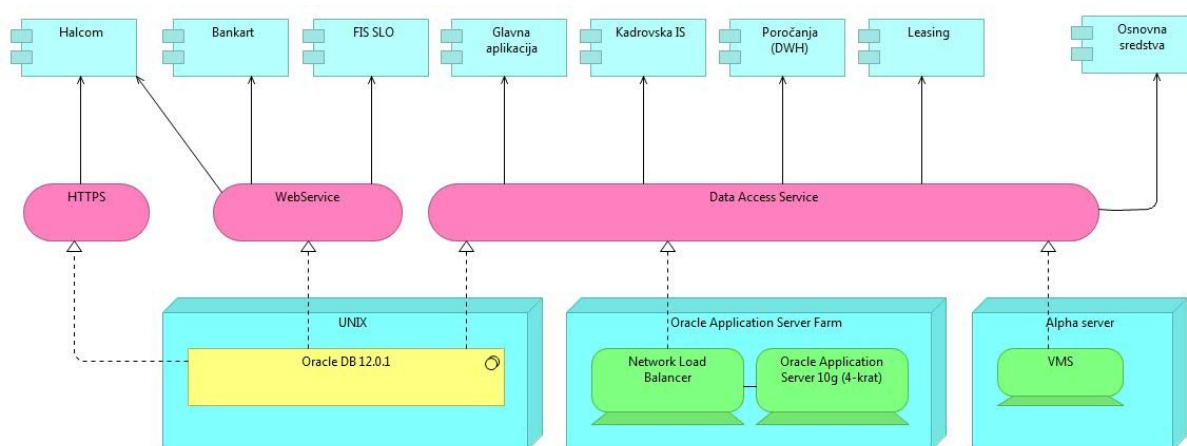 Halcom
Bankart
FIS SLO
Glavna
aplikacija
Kadrovska IS
Poročanja
(DWH)
Leasing
Osnovna
sredstva
HTTPS
WebService
Data Access Service
UNIX
Oracle DB 12.0.1
Oracle Application Server Farm
Network Load
Balancer
Oracle Application
Server 10g (4-krat)
Alpha server
VMS